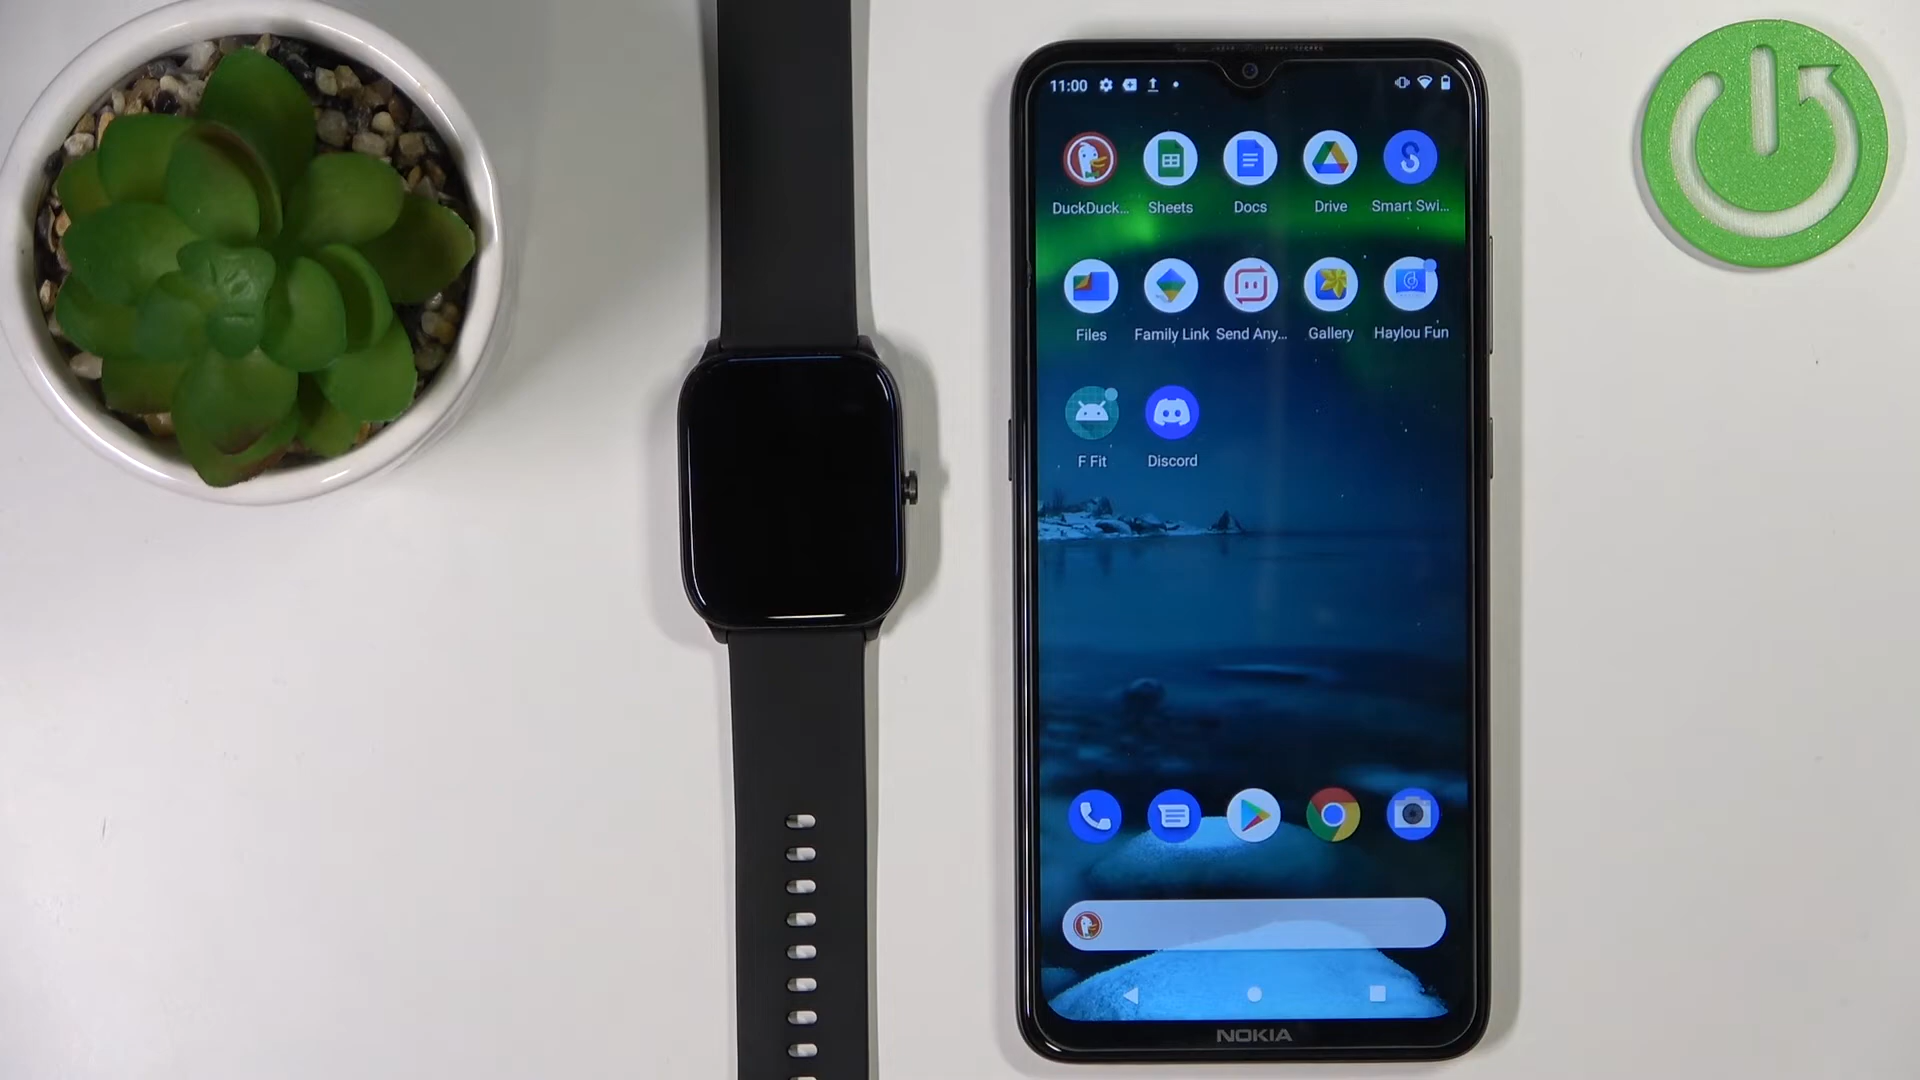 11:00
DuckDuck...
Sheets
Docs
Drive
Smart Swi...
Files
Family Link
Send Any...
Gallery
Haylou Fun
F Fit
Discord
NOKIA